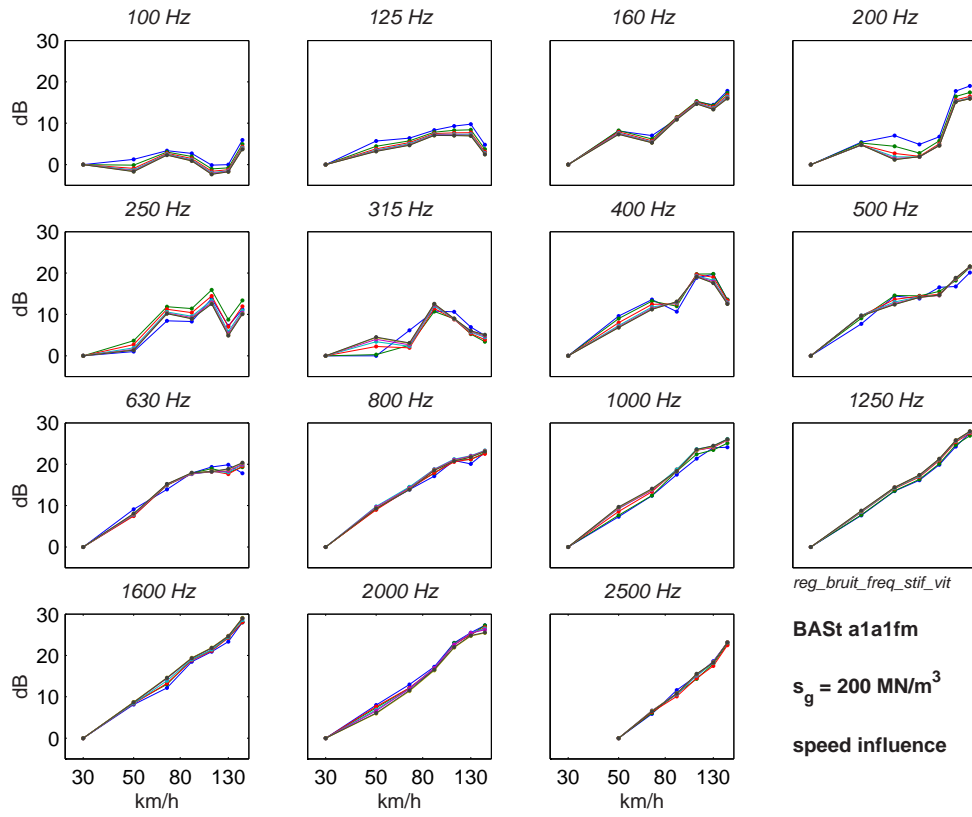 100 Hz 125 Hz 160 Hz 200 Hz
30
20
10
0
dB
250 Hz 315 Hz 400 Hz 500 Hz
30
20
10
0
dB
630 Hz 800 Hz 1000 Hz 1250 Hz
30
20
10
0
dB
1600 Hz 2000 Hz 2500 Hz
30
20
10
0
dB
30 50 80 130 30 50 80 130 30 50 80 130
km/h km/h km/h
reg_bruit_freq_stif_vit
BASt a1a1fm
s_g = 200 MN/m^3
speed influence